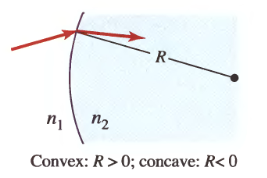 R
n₁ n₂
Convex: R > 0; concave: R< 0